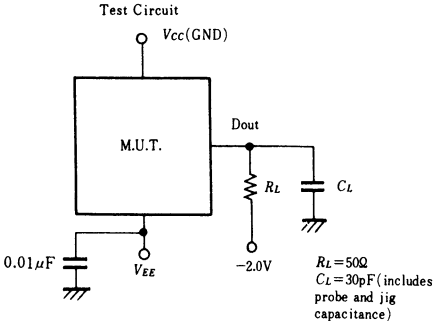 Test Circuit
Vcc(GND)
M.U.T.
Dout
RL
CL
0.01μF
VEE
−2.0V
RL=50Ω
CL=30pF(includes
probe and jig
capacitance)